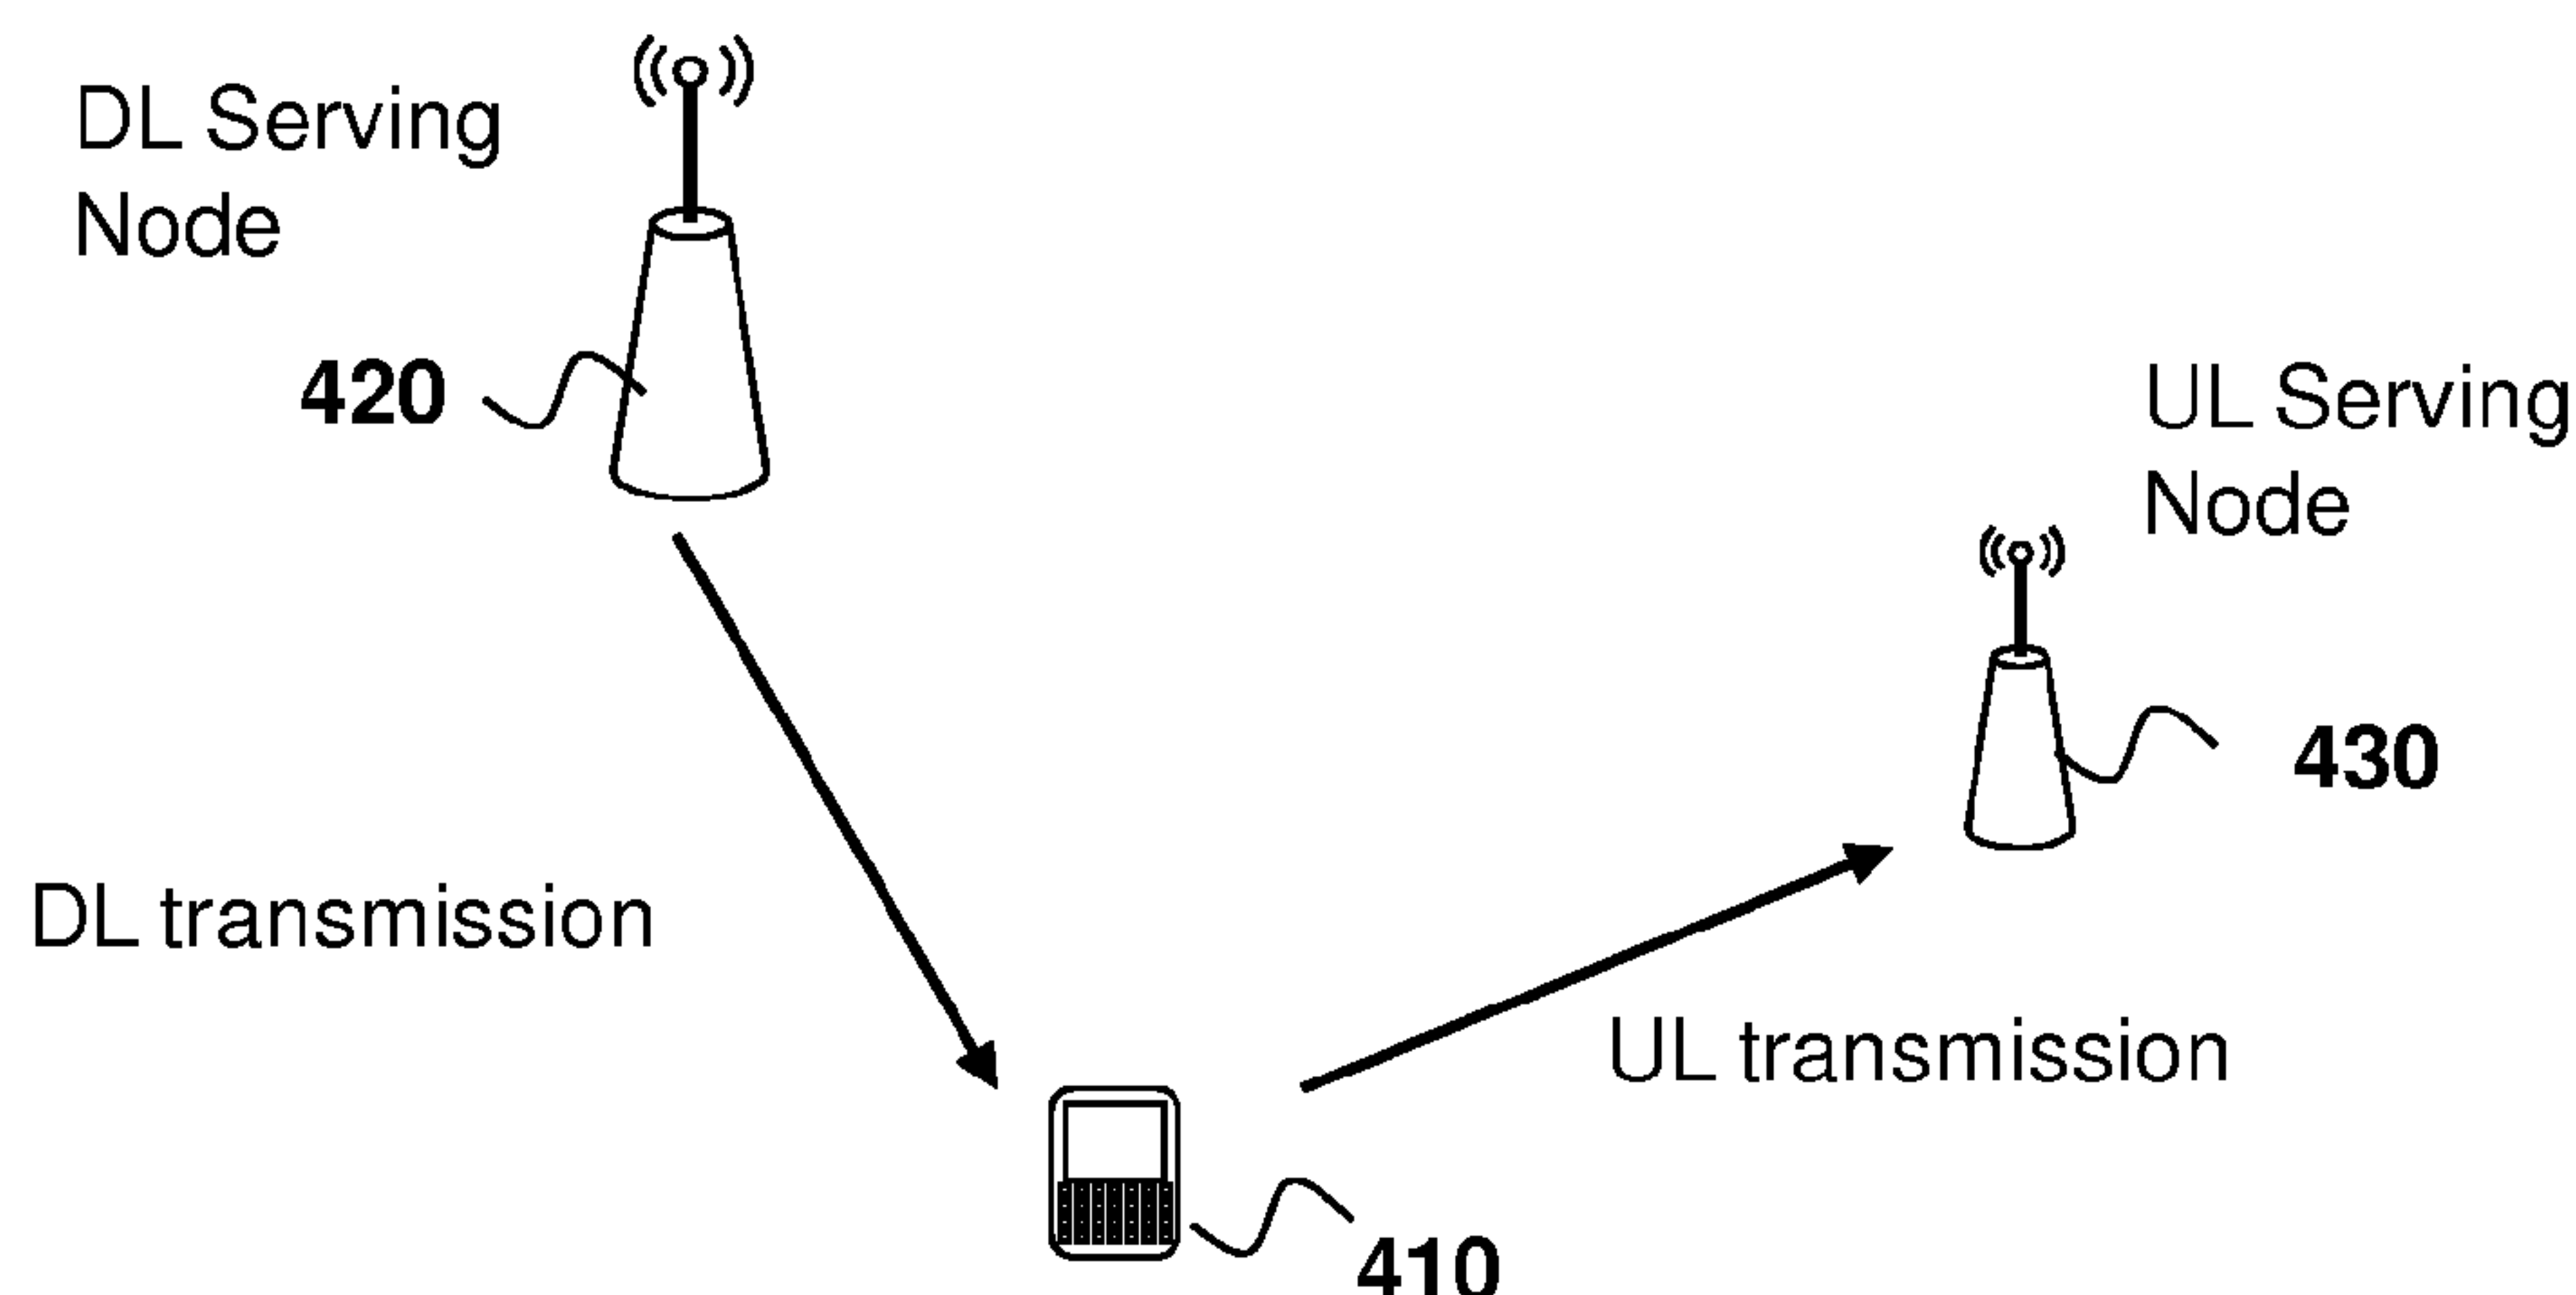 DL Serving
Node
420
UL Serving
Node
430
DL transmission
UL transmission
410